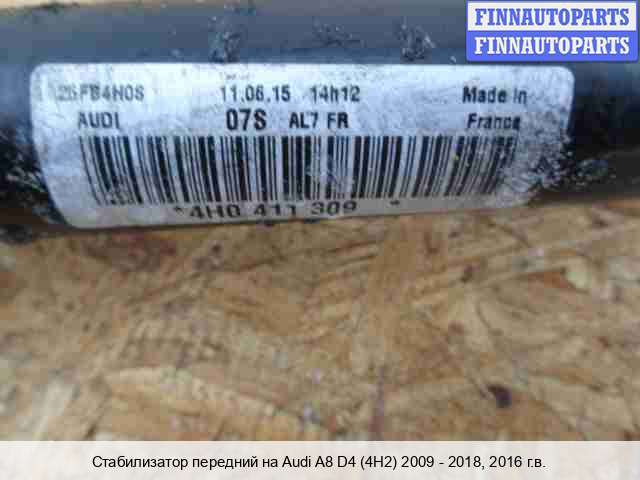 FINNAUTOPARTS
FINNAUTOPARTS
11.06.15 14h12 Made in
AUDI 07S AL7 FR France
*4H0 411 309 *
Стабилизатор передний на Audi A8 D4 (4H2) 2009 - 2018, 2016 г.в.